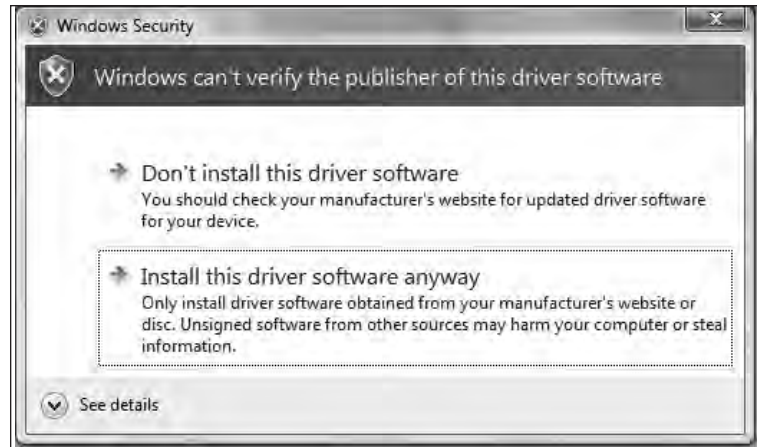 Windows Security
Windows can't verify the publisher of this driver software
Don't install this driver software
You should check your manufacturer's website for updated driver software
for your device.
Install this driver software anyway
Only install driver software obtained from your manufacturer's website or
disc. Unsigned software from other sources may harm your computer or steal
information.
See details